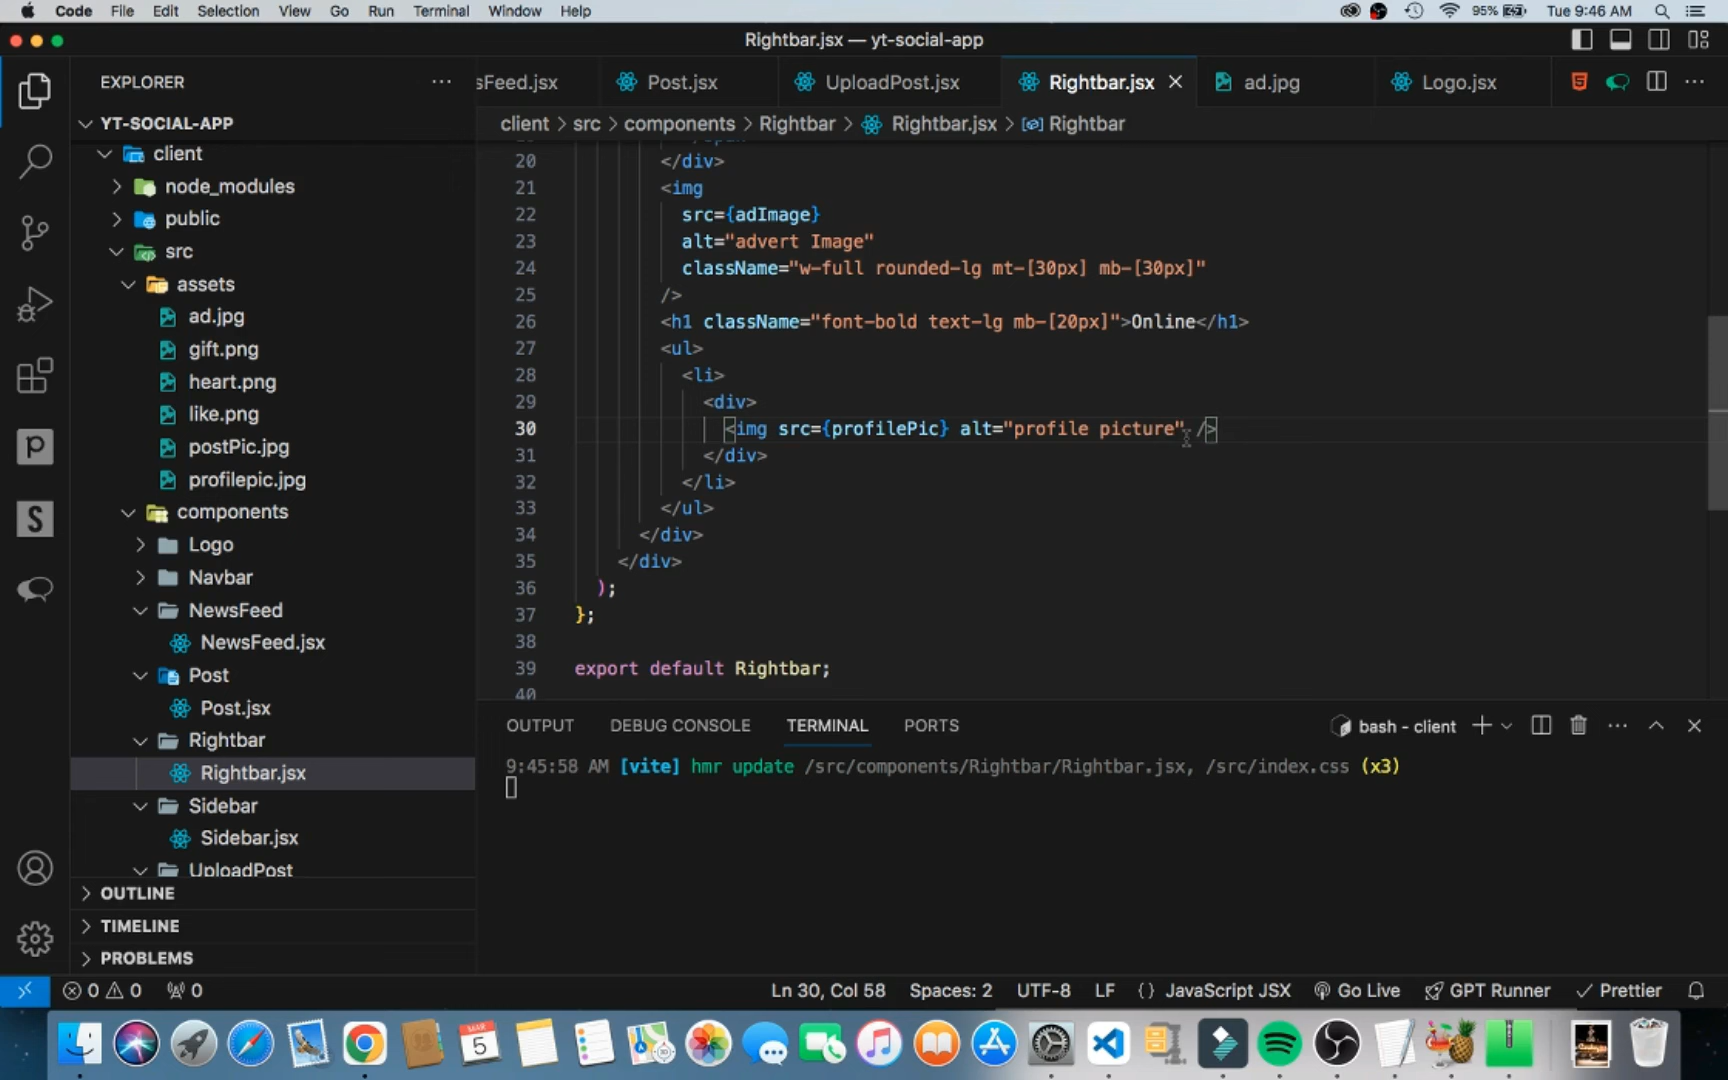 Code File Edit Selection View Go Run Terminal Window Help 95% Tue 9:46 AM
Rightbar.jsx — yt-social-app
EXPLORER
sFeed.jsx Post.jsx UploadPost.jsx Rightbar.jsx ad.jpg Logo.jsx
YT-SOCIAL-APP
client > src > components > Rightbar > Rightbar.jsx > Rightbar
client
node_modules
public
src
assets
ad.jpg
gift.png
heart.png
like.png
postPic.jpg
profilepic.jpg
components
Logo
Navbar
NewsFeed
NewsFeed.jsx
Post
Post.jsx
Rightbar
Rightbar.jsx
Sidebar
Sidebar.jsx
UploadPost
OUTLINE
TIMELINE
PROBLEMS
20 </div>
21 <img
22 src={adImage}
23 alt="advert Image"
24 className="w-full rounded-lg mt-[30px] mb-[30px]"
25 />
26 <h1 className="font-bold text-lg mb-[20px]">Online</h1>
27 <ul>
28 <li>
29 <div>
30 <img src={profilePic} alt="profile picture" />
31 </div>
32 </li>
33 </ul>
34 </div>
35 </div>
36 );
37 };
38
39 export default Rightbar;
40
OUTPUT DEBUG CONSOLE TERMINAL PORTS bash - client
9:45:58 AM [vite] hmr update /src/components/Rightbar/Rightbar.jsx, /src/index.css (x3)
0 0 0 Ln 30, Col 58 Spaces: 2 UTF-8 LF { } JavaScript JSX Go Live GPT Runner Prettier
MAR
5